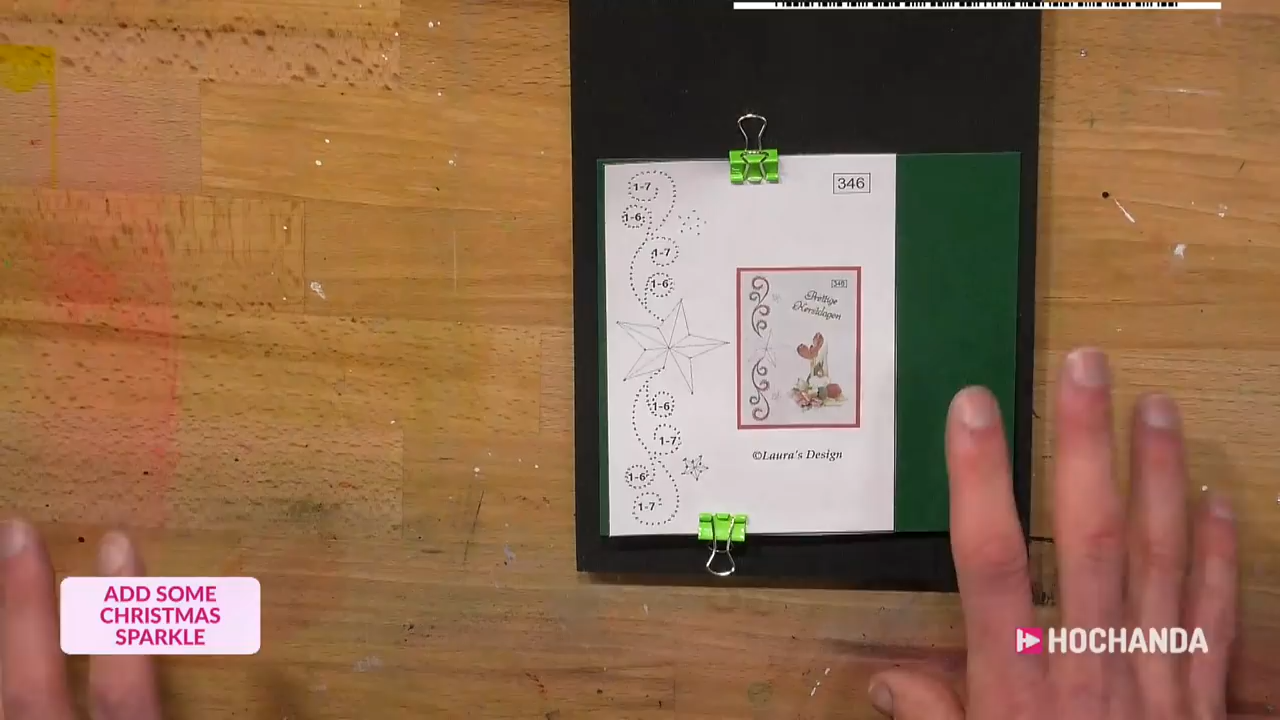 346
1-7
1-6
1-7
1-6
346
Prettige
Kerstdagen
1-6
1-7
1-6
1-7
©Laura's Design
ADD SOME
CHRISTMAS
SPARKLE
HOCHANDA